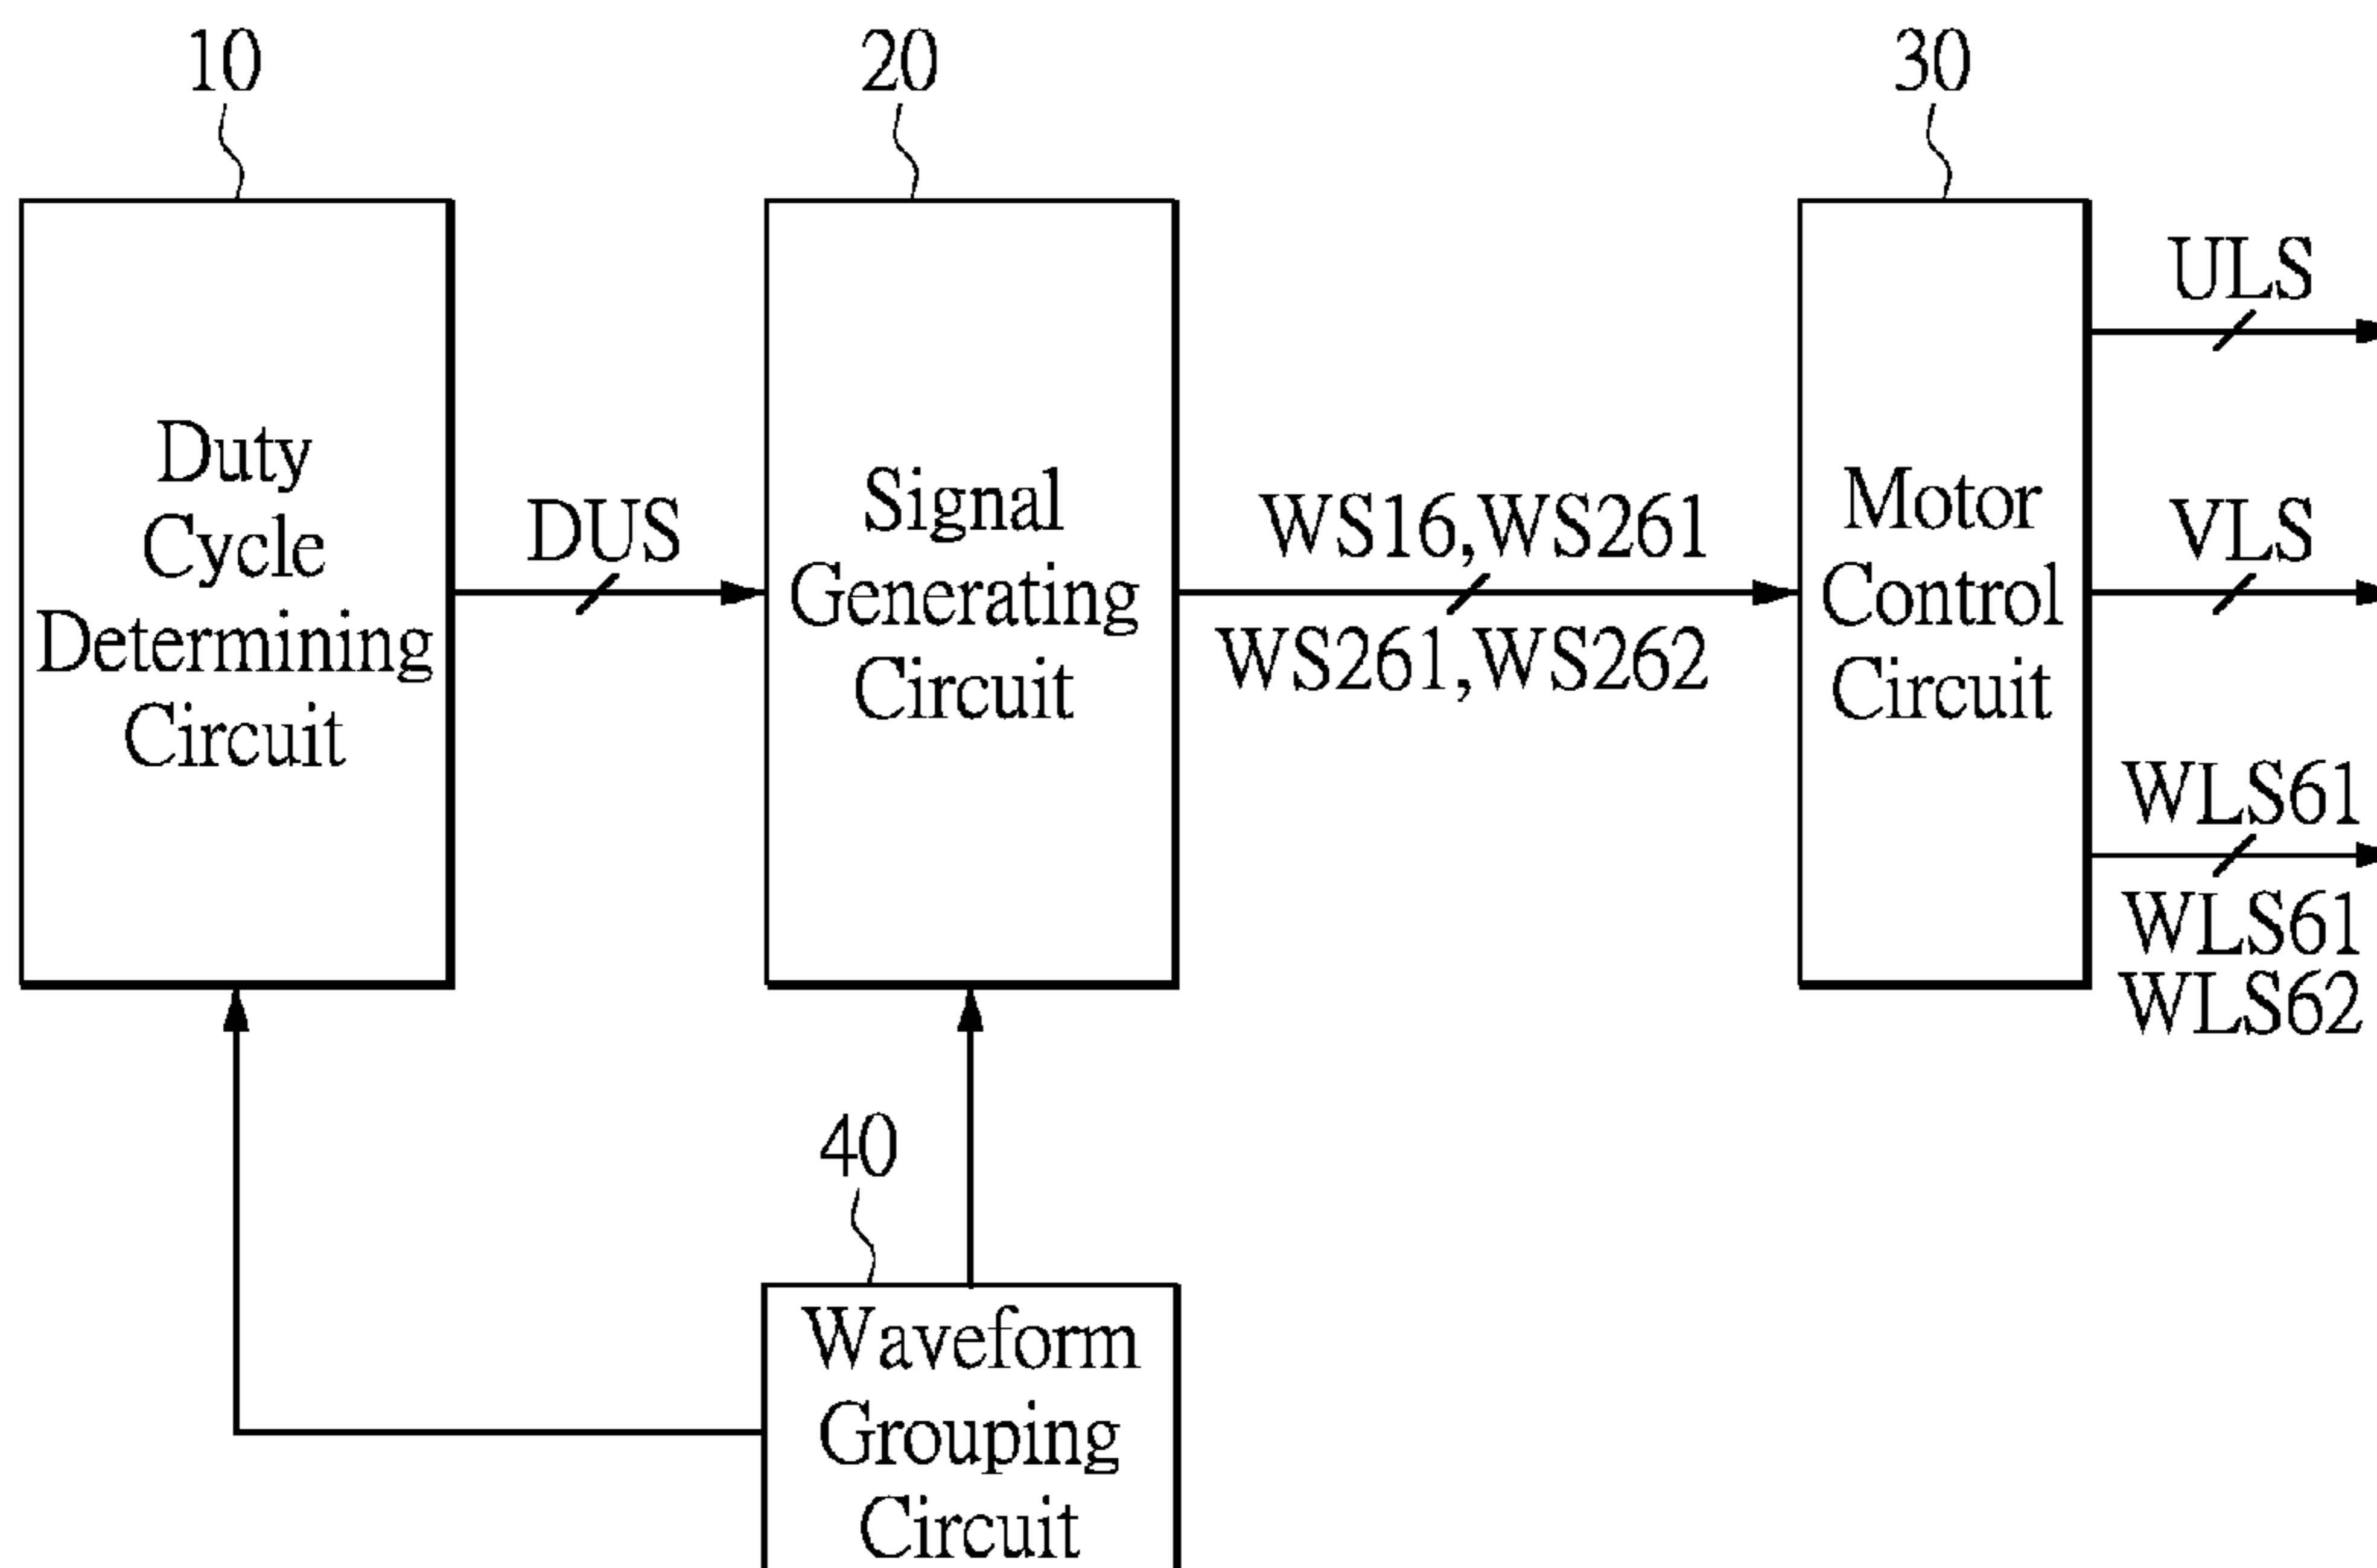 10
20
30
Duty
Cycle
Determining
Circuit
DUS
Signal
Generating
Circuit
WS16,WS261
WS261,WS262
Motor
Control
Circuit
ULS
VLS
WLS61
WLS61
WLS62
40
Waveform
Grouping
Circuit